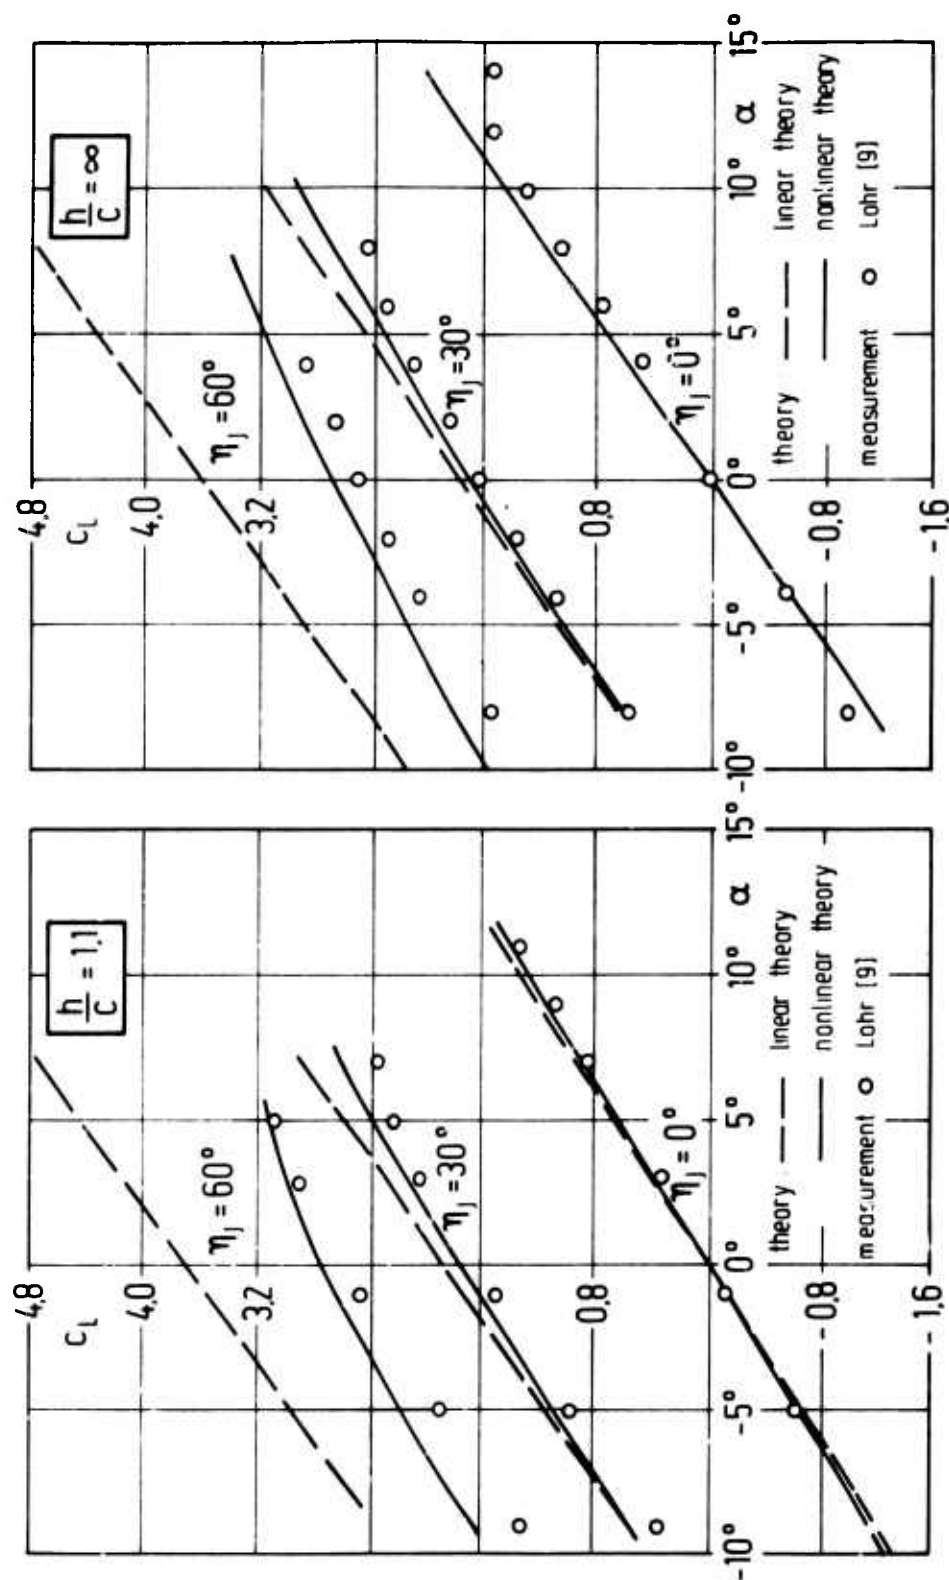 h/C = 1.1
4,8
C_L
4,0
3,2
0,8
-0,8
-1,6
-10°
-5°
0°
5°
10°
α
15°
η_j = 60°
η_j = 30°
η_j = 0°
theory — — linear theory
—— nonlinear theory
measurement o Lohr [9]
h/C = ∞
4,8
C_L
4,0
3,2
0,8
-0,8
-1,6
-10°
-5°
0°
5°
10°
α
15°
η_j = 60°
η_j = 30°
η_j = 0°
theory — — linear theory
—— nonlinear theory
measurement o Lohr [9]